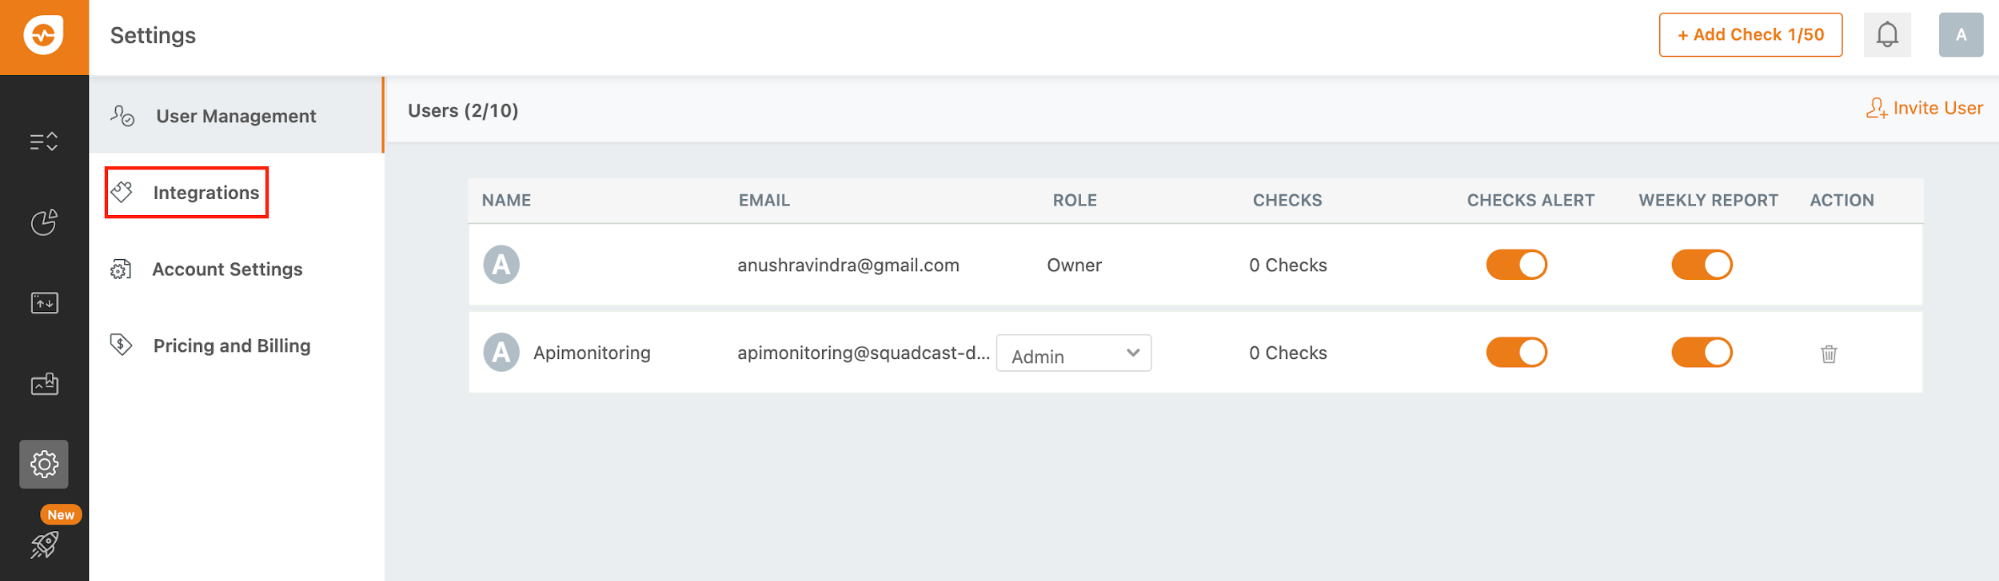 Settings
+ Add Check 1/50
A
User Management
Integrations
Account Settings
Pricing and Billing
New
Users (2/10)
Invite User
NAME EMAIL ROLE CHECKS CHECKS ALERT WEEKLY REPORT ACTION
A anushravindra@gmail.com Owner 0 Checks
A Apimonitoring apimonitoring@squadcast-d... Admin 0 Checks